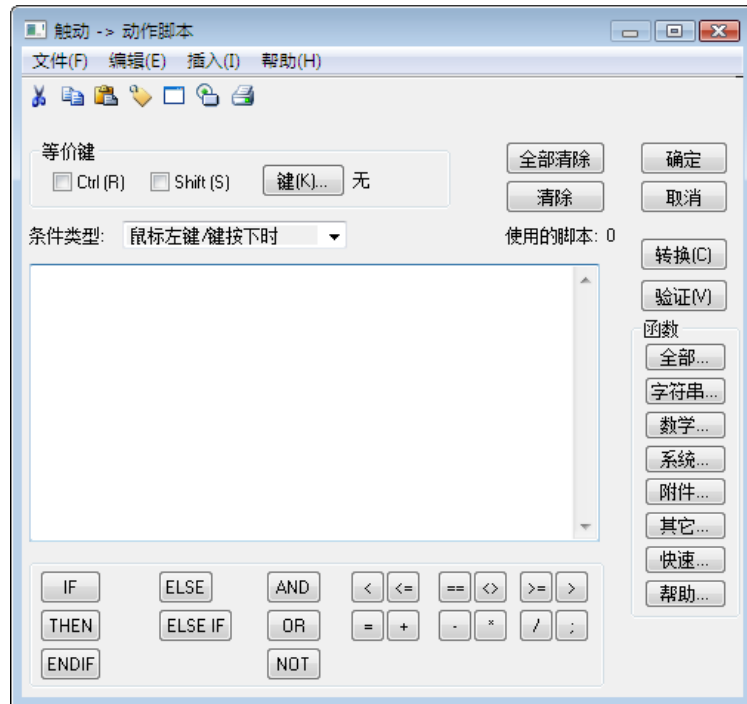 触动 -> 动作脚本
文件(F) 编辑(E) 插入(I) 帮助(H)
等价键
Ctrl (R) Shift (S) 键(K)... 无
全部清除 确定
清除 取消
条件类型: 鼠标左键/键按下时 使用的脚本: 0
转换(C)
验证(V)
函数
全部...
字符串...
数学...
系统...
附件...
其它...
快速...
帮助...
IF ELSE AND < <= == <> >= >
THEN ELSE IF OR = + - * / ;
ENDIF NOT